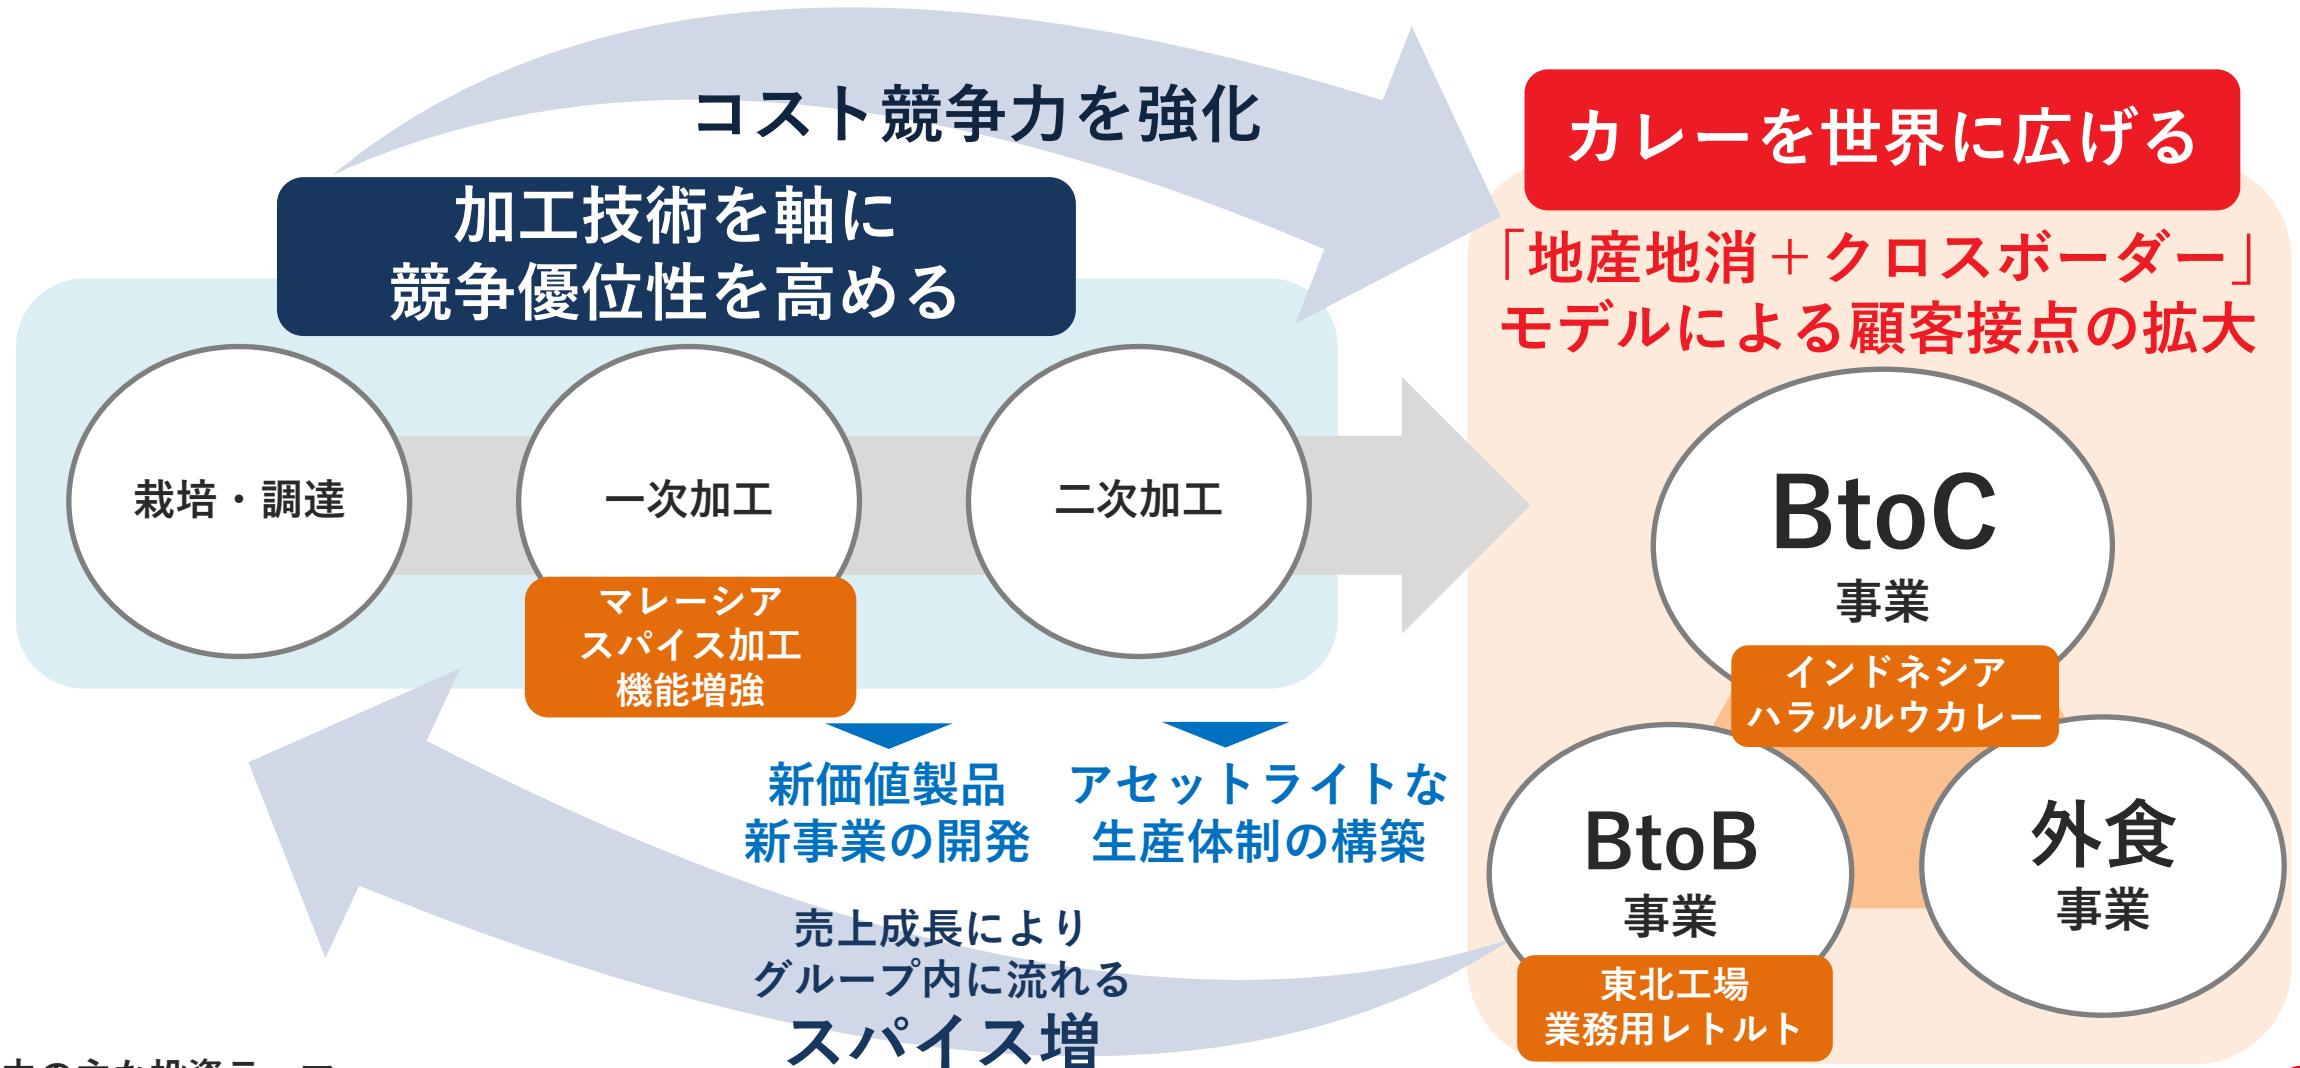 コスト競争力を強化
加工技術を軸に
競争優位性を高める
栽培・調達
一次加工
二次加工
マレーシア
スパイス加工
機能増強
新価値製品
新事業の開発
アセットライトな
生産体制の構築
売上成長により
グループ内に流れる
スパイス増
カレーを世界に広げる
「地産地消＋クロスボーダー」
モデルによる顧客接点の拡大
BtoC
事業
インドネシア
ハラルルウカレー
BtoB
事業
東北工場
業務用レトルト
外食
事業